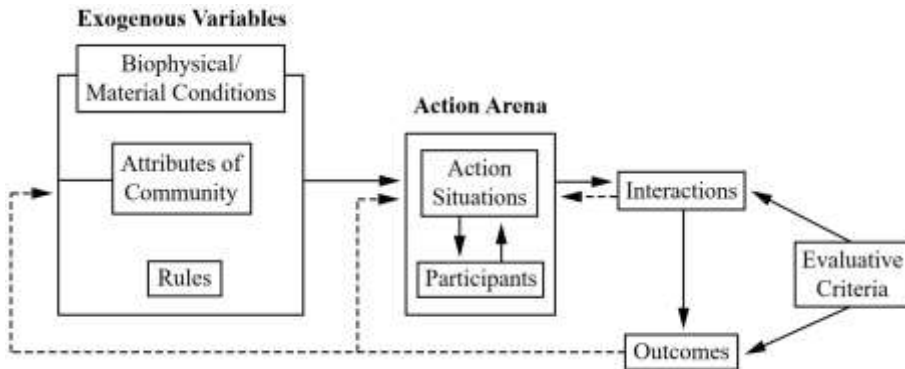 Exogenous Variables
Biophysical/
Material Conditions
Attributes of
Community
Rules
Action Arena
Action
Situations
Participants
Interactions
Outcomes
Evaluative
Criteria